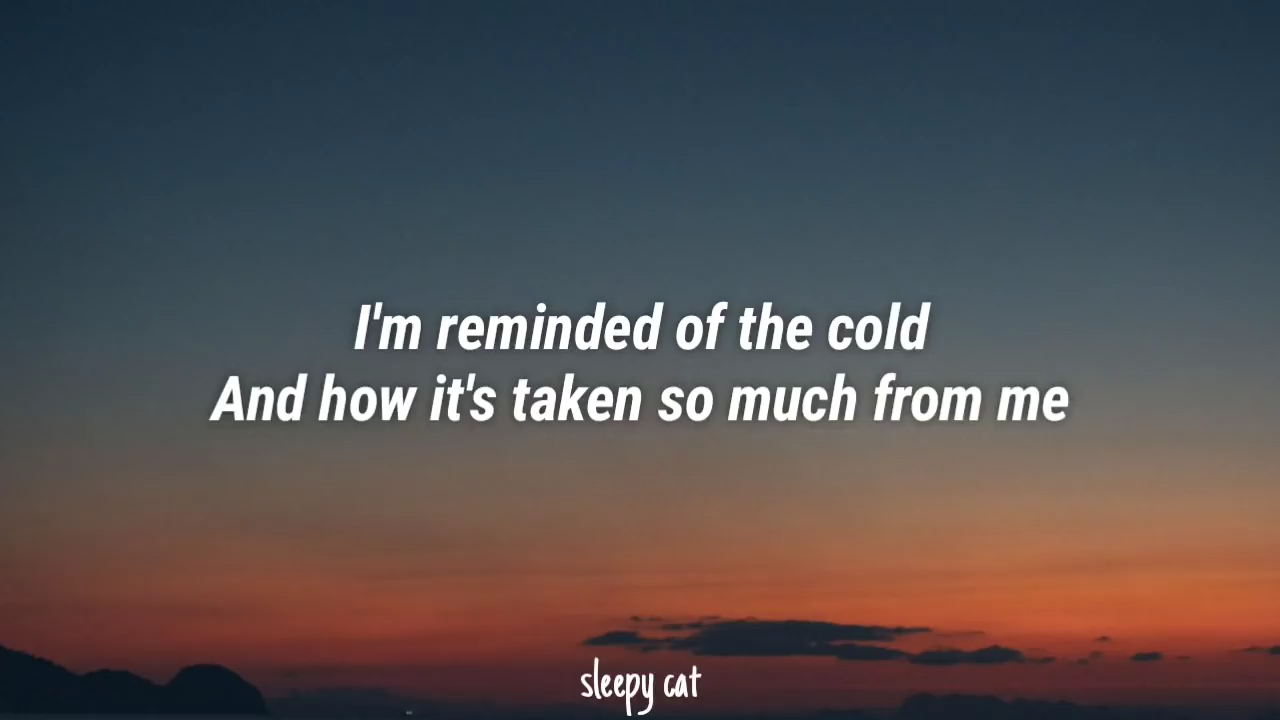 I'm reminded of the cold
And how it's taken so much from me
sleepy cat